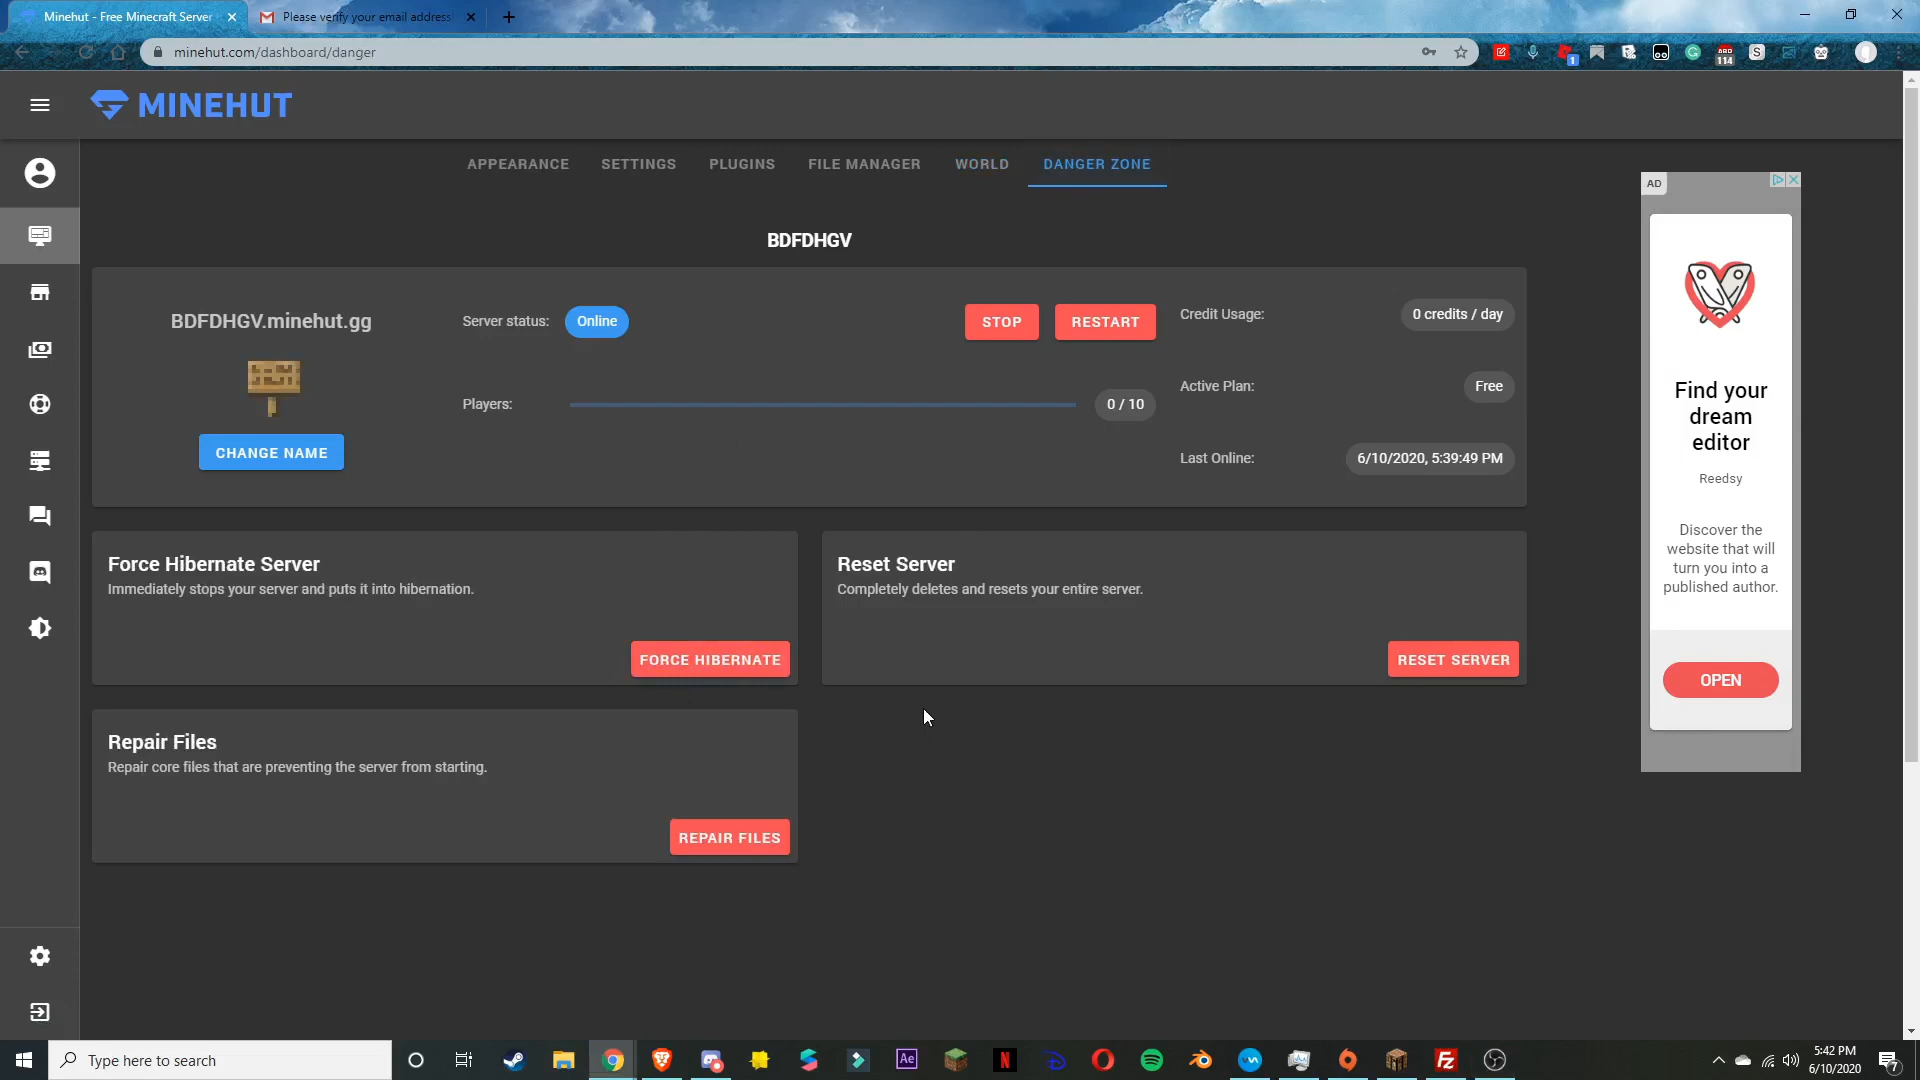 Minehut - Free Minecraft Server
Please verify your email address
minehut.com/dashboard/danger
1
ABD
114
S
MINEHUT
APPEARANCE
SETTINGS
PLUGINS
FILE MANAGER
WORLD
DANGER ZONE
BDFDHGV
BDFDHGV.minehut.gg
CHANGE NAME
Server status:
Online
STOP
RESTART
Players:
0 / 10
Credit Usage:
0 credits / day
Active Plan:
Free
Last Online:
6/10/2020, 5:39:49 PM
Force Hibernate Server
Immediately stops your server and puts it into hibernation.
FORCE HIBERNATE
Reset Server
Completely deletes and resets your entire server.
RESET SERVER
Repair Files
Repair core files that are preventing the server from starting.
REPAIR FILES
AD
Find your
dream
editor
Reedsy
Discover the
website that will
turn you into a
published author.
OPEN
Type here to search
Ae
N
FZ
5:42 PM
6/10/2020
7